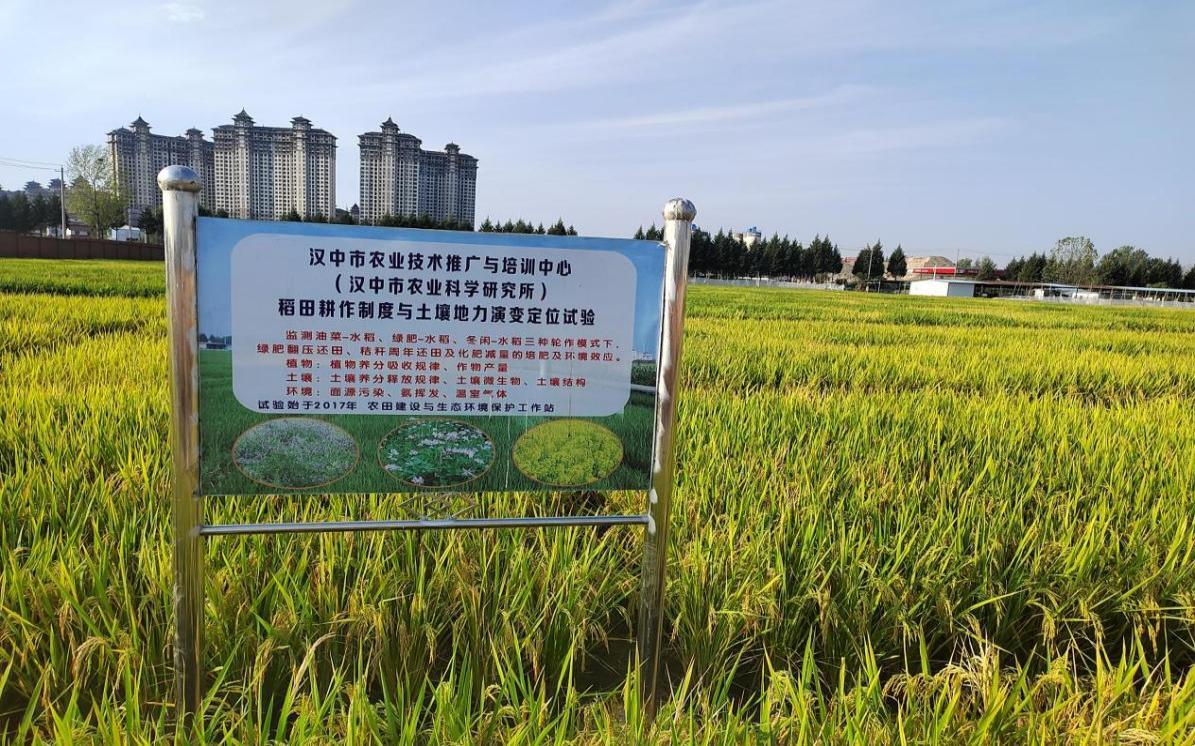 汉中市农业技术推广与培训中心
（汉中市农业科学研究所）
稻田耕作制度与土壤地力演变定位试验
监测油菜-水稻、绿肥-水稻、冬闲-水稻三种轮作模式下，
绿肥翻压还田、秸秆周年还田及化肥减量的培肥及环境效应。
植物：植物养分吸收规律、作物产量
土壤：土壤养分释放规律、土壤微生物、土壤结构
环境：面源污染、氨挥发、温室气体
试验始于2017年 农田建设与生态环境保护工作站